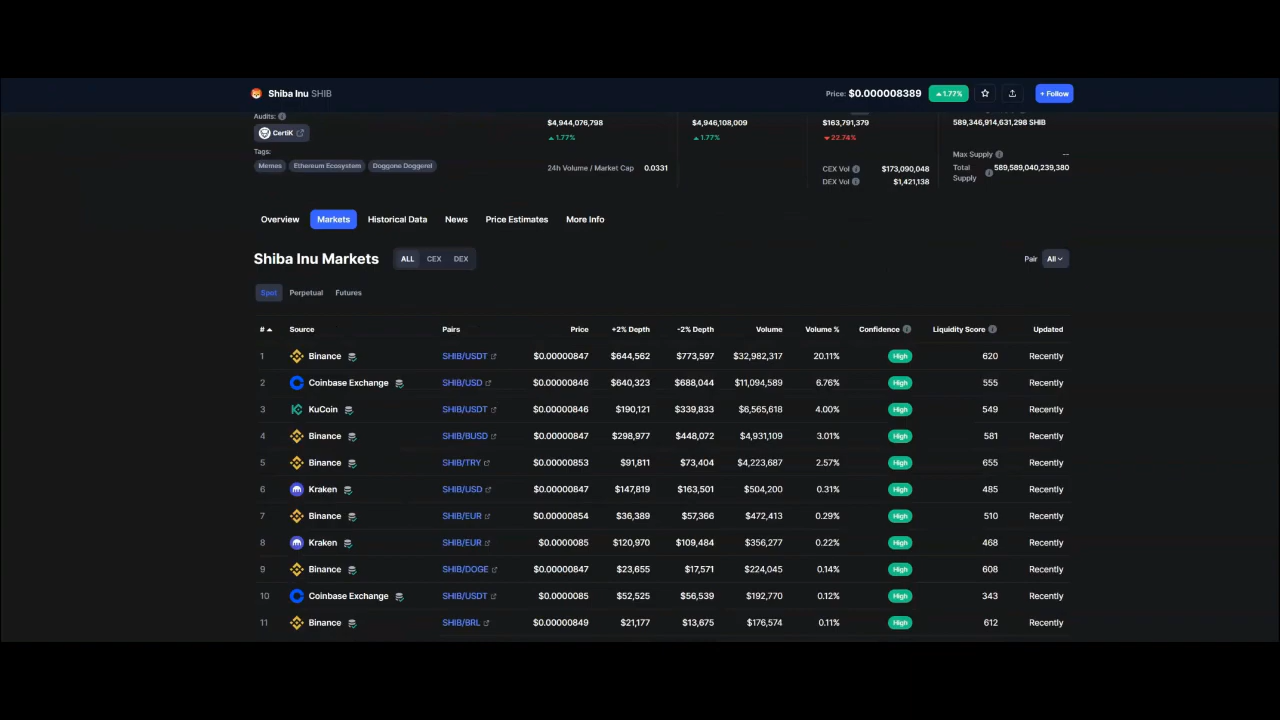 Shiba Inu SHIB Price: $0.000008389 1.77% + Follow
Audits:
$4,944,076,798 $4,946,108,009 $163,791,379 589,346,914,631,298 SHIB
CertiK
1.77% 1.77% 22.74%
Tags:
Max Supply --
Memes Ethereum Ecosystem Doggone Doggerel
24h Volume / Market Cap 0.0331
CEX Vol $173,090,048
Total Supply 589,589,040,239,380
DEX Vol $1,421,138
Overview Markets Historical Data News Price Estimates More Info
Shiba Inu Markets ALL CEX DEX Pair All
Spot Perpetual Futures
# Source Pairs Price +2% Depth -2% Depth Volume Volume % Confidence Liquidity Score Updated
1 Binance SHIB/USDT $0.00000847 $644,562 $773,597 $32,982,317 20.11% High 620 Recently
2 Coinbase Exchange SHIB/USD $0.00000846 $640,323 $688,044 $11,094,589 6.76% High 555 Recently
3 KuCoin SHIB/USDT $0.00000846 $190,121 $339,833 $6,565,618 4.00% High 549 Recently
4 Binance SHIB/BUSD $0.00000847 $298,977 $448,072 $4,931,109 3.01% High 581 Recently
5 Binance SHIB/TRY $0.00000853 $91,811 $73,404 $4,223,687 2.57% High 655 Recently
6 Kraken SHIB/USD $0.00000847 $147,819 $163,501 $504,200 0.31% High 485 Recently
7 Binance SHIB/EUR $0.00000854 $36,389 $57,366 $472,413 0.29% High 510 Recently
8 Kraken SHIB/EUR $0.0000085 $120,970 $109,484 $356,277 0.22% High 468 Recently
9 Binance SHIB/DOGE $0.00000847 $23,655 $17,571 $224,045 0.14% High 608 Recently
10 Coinbase Exchange SHIB/USDT $0.0000085 $52,525 $56,539 $192,770 0.12% High 343 Recently
11 Binance SHIB/BRL $0.00000849 $21,177 $13,675 $176,574 0.11% High 612 Recently